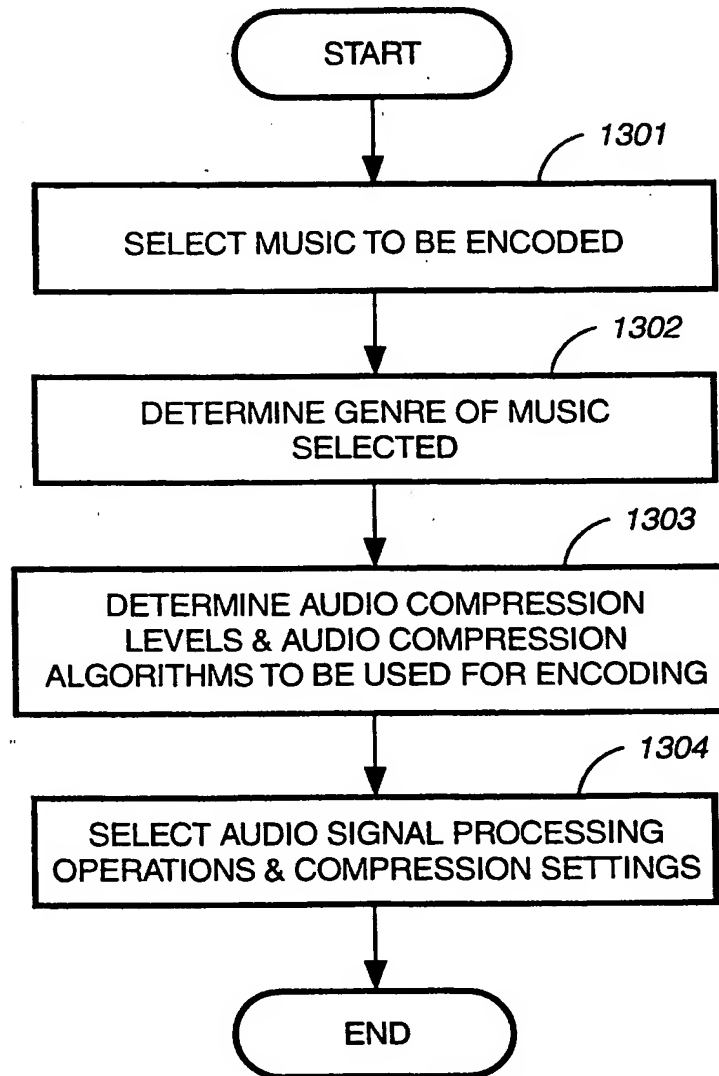 START
1301
SELECT MUSIC TO BE ENCODED
1302
DETERMINE GENRE OF MUSIC
SELECTED
1303
DETERMINE AUDIO COMPRESSION
LEVELS & AUDIO COMPRESSION
ALGORITHMS TO BE USED FOR ENCODING
1304
SELECT AUDIO SIGNAL PROCESSING
OPERATIONS & COMPRESSION SETTINGS
END